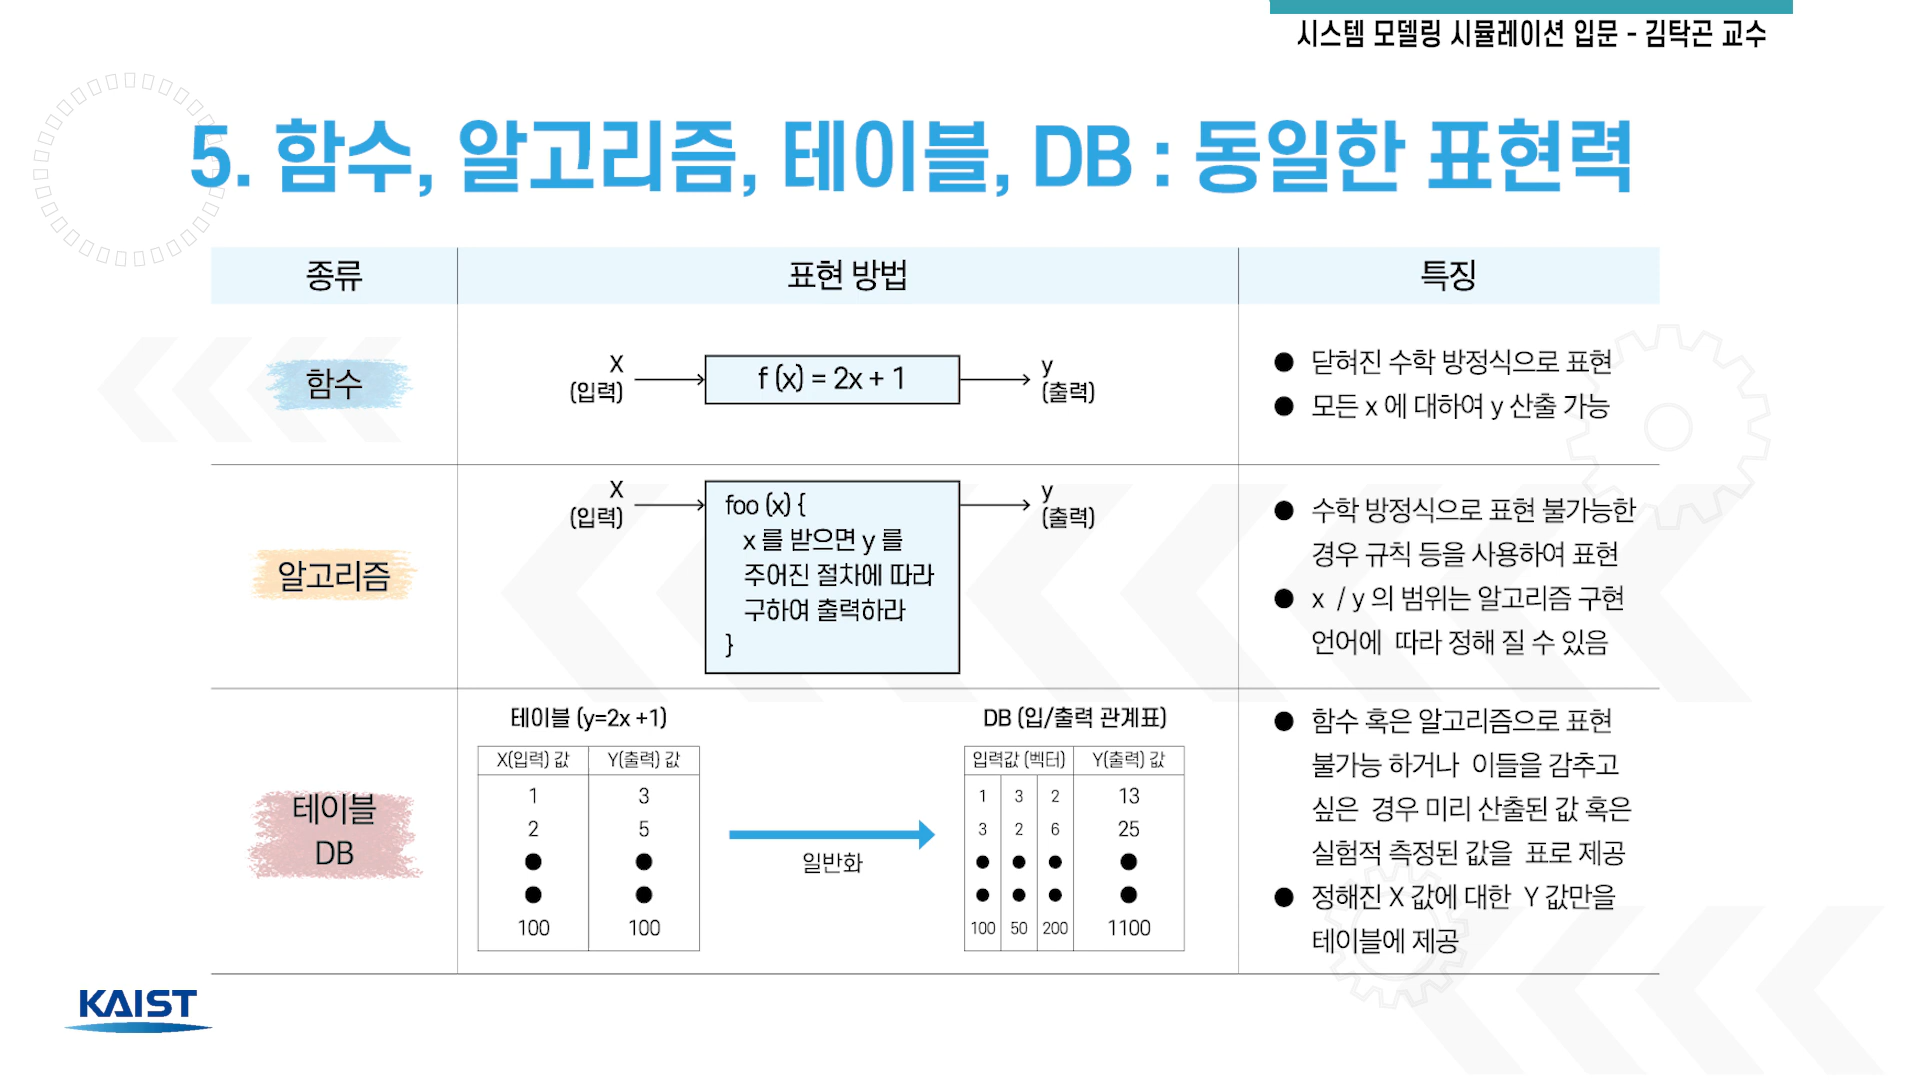 시스템 모델링 시뮬레이션 입문 - 김탁곤 교수
5. 함수, 알고리즘, 테이블, DB : 동일한 표현력
종류 표현 방법 특징
함수
X
(입력)
f (x) = 2x + 1
y
(출력)
● 닫혀진 수학 방정식으로 표현
● 모든 x 에 대하여 y 산출 가능
알고리즘
X
(입력)
foo (x) {
x 를 받으면 y 를
주어진 절차에 따라
구하여 출력하라
}
y
(출력)
● 수학 방정식으로 표현 불가능한
경우 규칙 등을 사용하여 표현
● x / y 의 범위는 알고리즘 구현
언어에 따라 정해 질 수 있음
테이블
DB
테이블 (y=2x +1)
X(입력) 값 Y(출력) 값
1 3
2 5
● ●
● ●
100 100
일반화
DB (입/출력 관계표)
입력값 (벡터) Y(출력) 값
1 3 2 13
3 2 6 25
● ● ● ●
● ● ● ●
100 50 200 1100
● 함수 혹은 알고리즘으로 표현
불가능 하거나 이들을 감추고
싶은 경우 미리 산출된 값 혹은
실험적 측정된 값을 표로 제공
● 정해진 X 값에 대한 Y 값만을
테이블에 제공
KAIST